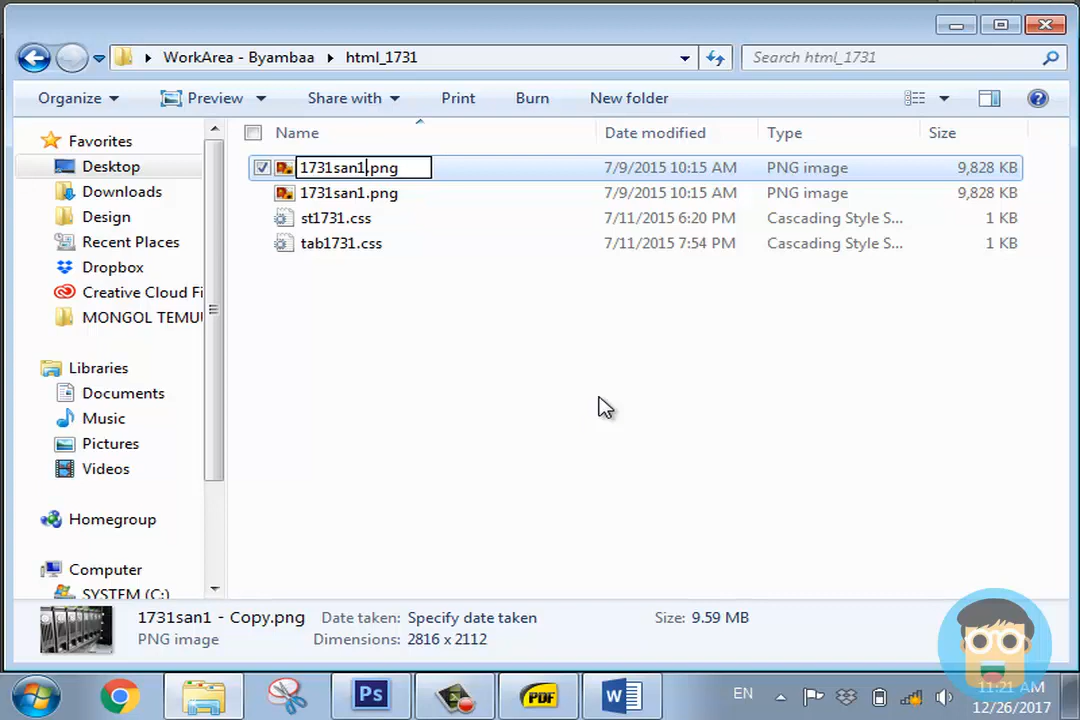 WorkArea - Byambaa html_1731 Search html_1731
Organize Preview Share with Print Burn New folder
Name Date modified Type Size
1731san1.png 7/9/2015 10:15 AM PNG image 9,828 KB
1731san1.png 7/9/2015 10:15 AM PNG image 9,828 KB
st1731.css 7/11/2015 6:20 PM Cascading Style S... 1 KB
tab1731.css 7/11/2015 7:54 PM Cascading Style S... 1 KB
Favorites
Desktop
Downloads
Design
Recent Places
Dropbox
Creative Cloud Fi
MONGOL TEMUU
Libraries
Documents
Music
Pictures
Videos
Homegroup
Computer
SYSTEM (C:)
1731san1 - Copy.png Date taken: Specify date taken Size: 9.59 MB
PNG image Dimensions: 2816 x 2112
Ps PDF W EN 11:21 AM
12/26/2017